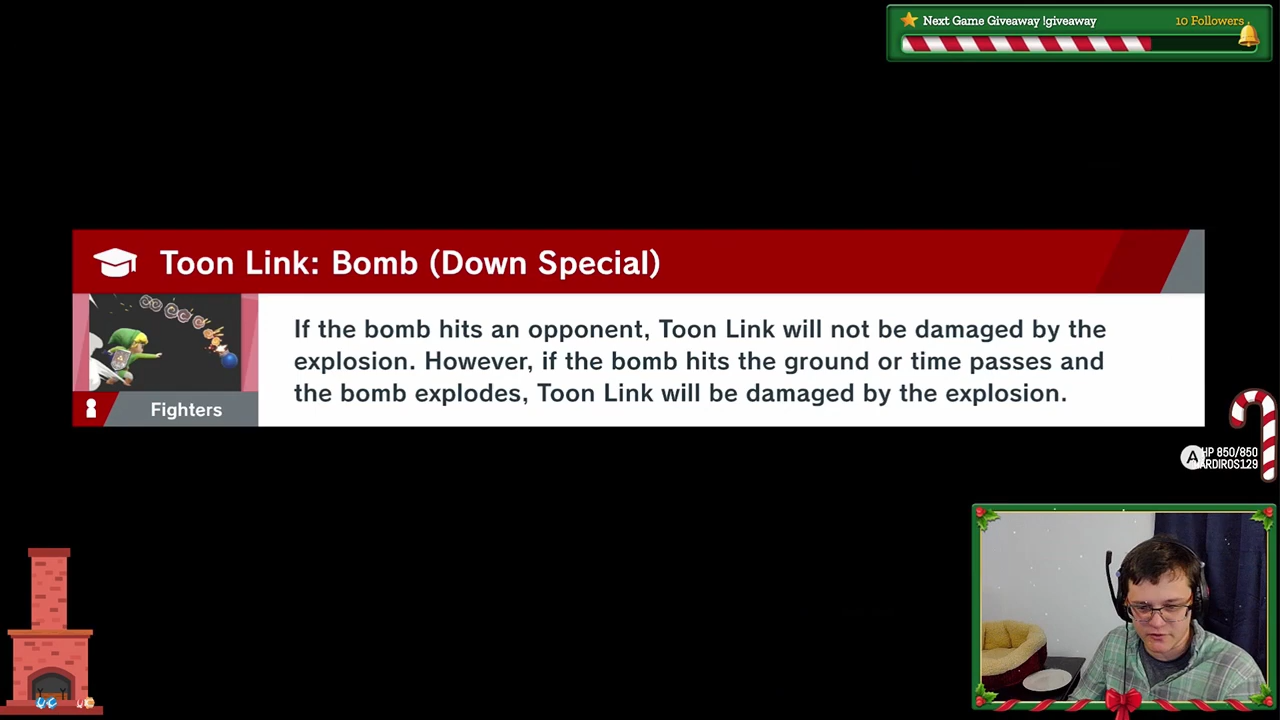 Next Game Giveaway !giveaway
10 Followers
Toon Link: Bomb (Down Special)
If the bomb hits an opponent, Toon Link will not be damaged by the
explosion. However, if the bomb hits the ground or time passes and
the bomb explodes, Toon Link will be damaged by the explosion.
Fighters
A
HP 850/850